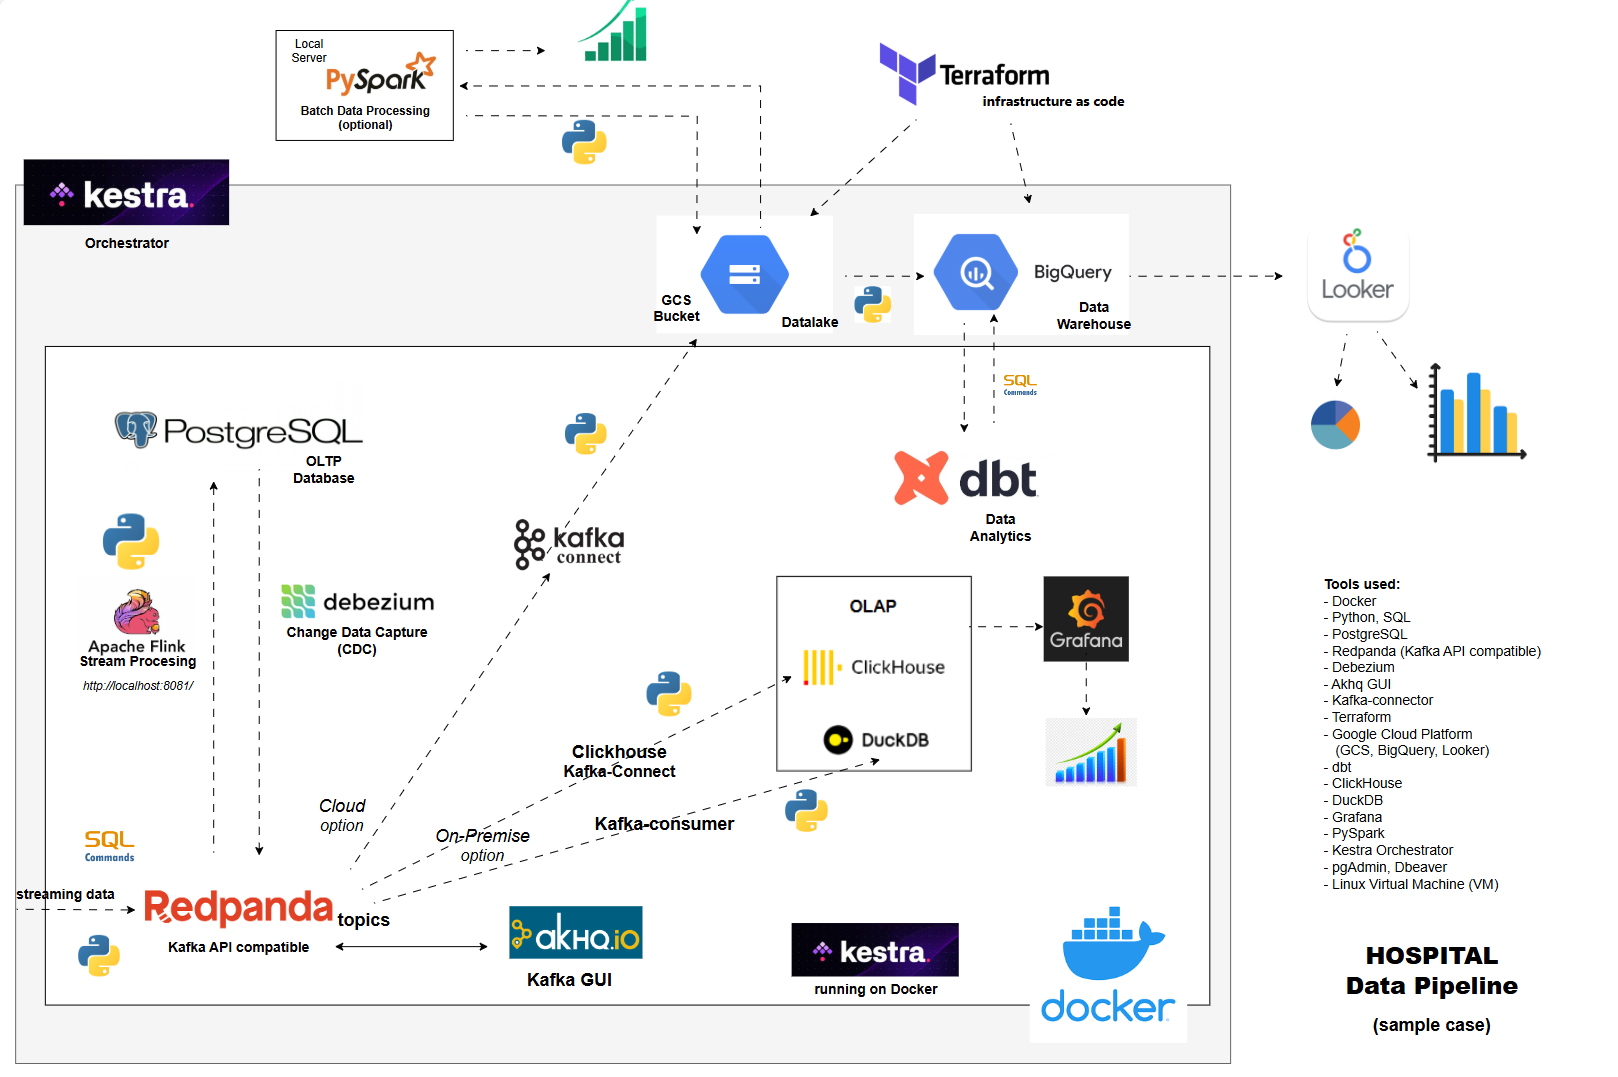 Local
Server
PySpark
Batch Data Processing
(optional)
Terraform
infrastructure as code
kestra.
Orchestrator
GCS
Bucket
Datalake
BigQuery
Data
Warehouse
Looker
SQL
Commands
PostgreSQL
OLTP
Database
dbt
Data
Analytics
kafka
connect
debezium
Change Data Capture
(CDC)
Apache Flink
Stream Procesing
http://localhost:8081/
OLAP
ClickHouse
DuckDB
Grafana
Clickhouse
Kafka-Connect
Cloud
option
On-Premise
option
Kafka-consumer
SQL
Commands
streaming data
Redpanda
topics
Kafka API compatible
AKHQ.iO
Kafka GUI
kestra.
running on Docker
docker
Tools used:
- Docker
- Python, SQL
- PostgreSQL
- Redpanda (Kafka API compatible)
- Debezium
- Akhq GUI
- Kafka-connector
- Terraform
- Google Cloud Platform
(GCS, BigQuery, Looker)
- dbt
- ClickHouse
- DuckDB
- Grafana
- PySpark
- Kestra Orchestrator
- pgAdmin, Dbeaver
- Linux Virtual Machine (VM)
HOSPITAL
Data Pipeline
(sample case)